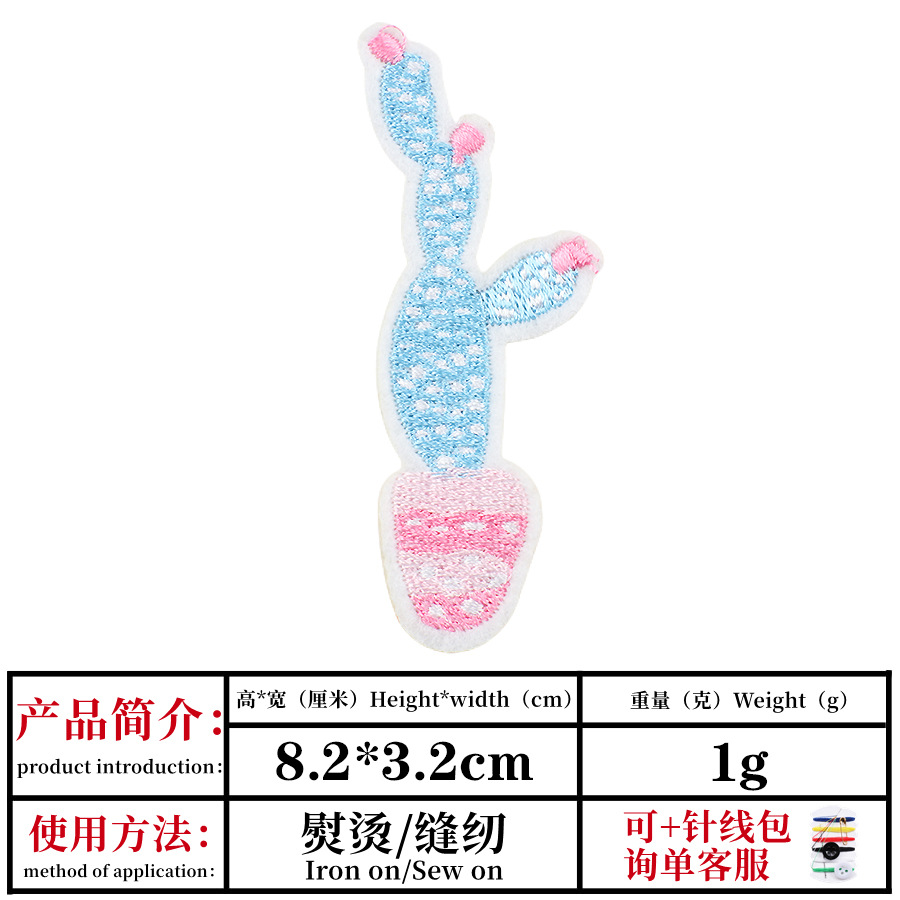 产品简介：
product introduction：
高*宽（厘米）Height*width（cm）
重量（克）Weight（g）
8.2*3.2cm
1g
使用方法：
method of application：
熨烫/缝纫
Iron on/Sew on
可+针线包
询单客服